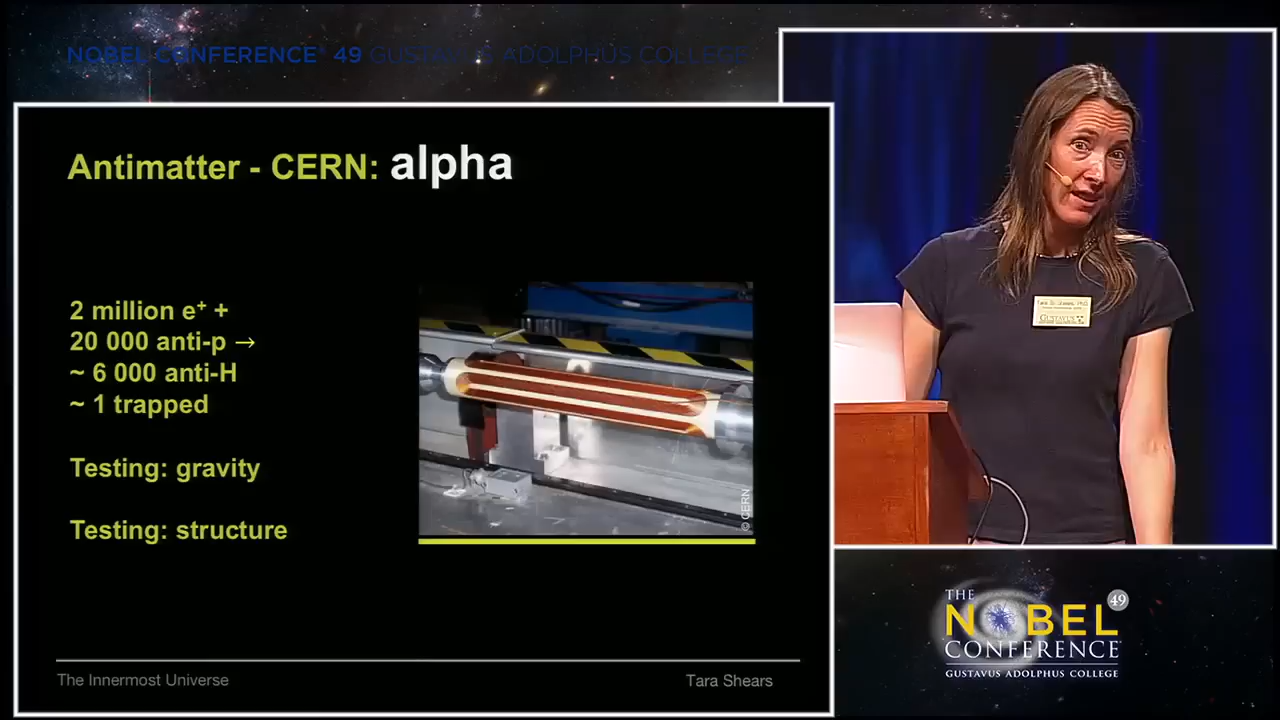 NOBEL CONFERENCE® 49 GUSTAVUS ADOLPHUS COLLEGE
Antimatter - CERN: alpha
2 million e⁺ +
20 000 anti-p →
~ 6 000 anti-H
~ 1 trapped
Testing: gravity
Testing: structure
© CERN
The Innermost Universe
Tara Shears
GUSTAVUS
THE
NOBEL 49
CONFERENCE
GUSTAVUS ADOLPHUS COLLEGE